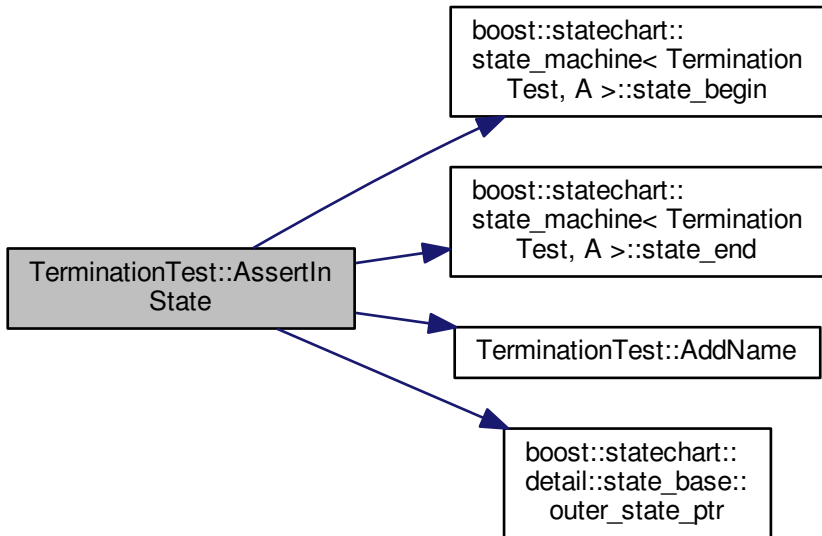 boost::statechart::
state_machine< Termination
Test, A >::state_begin
boost::statechart::
state_machine< Termination
Test, A >::state_end
TerminationTest::AssertIn
State
TerminationTest::AddName
boost::statechart::
detail::state_base::
outer_state_ptr